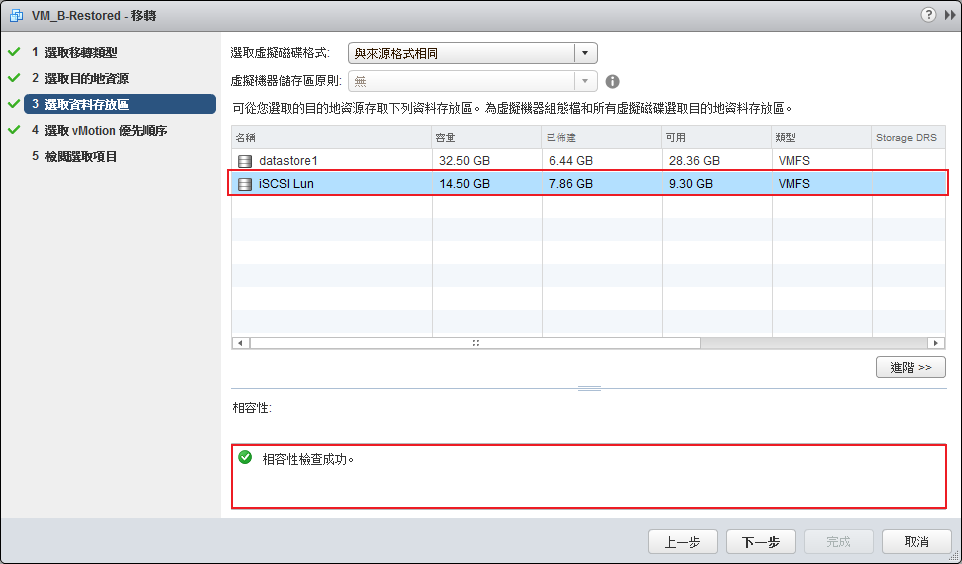 VM_B-Restored - 移轉
1 選取移轉類型
2 選取目的地資源
3 選取資料存放區
4 選取 vMotion 優先順序
5 檢閱選取項目
選取虛擬磁碟格式: 與來源格式相同
虛擬機器儲存區原則: 無
可從您選取的目的地資源存取下列資料存放區。為虛擬機器組態檔和所有虛擬磁碟選取目的地資料存放區。
名稱 容量 已佈建 可用 類型 Storage DRS
datastore1 32.50 GB 6.44 GB 28.36 GB VMFS
iSCSI Lun 14.50 GB 7.86 GB 9.30 GB VMFS
進階 >>
相容性:
相容性檢查成功。
上一步 下一步 完成 取消